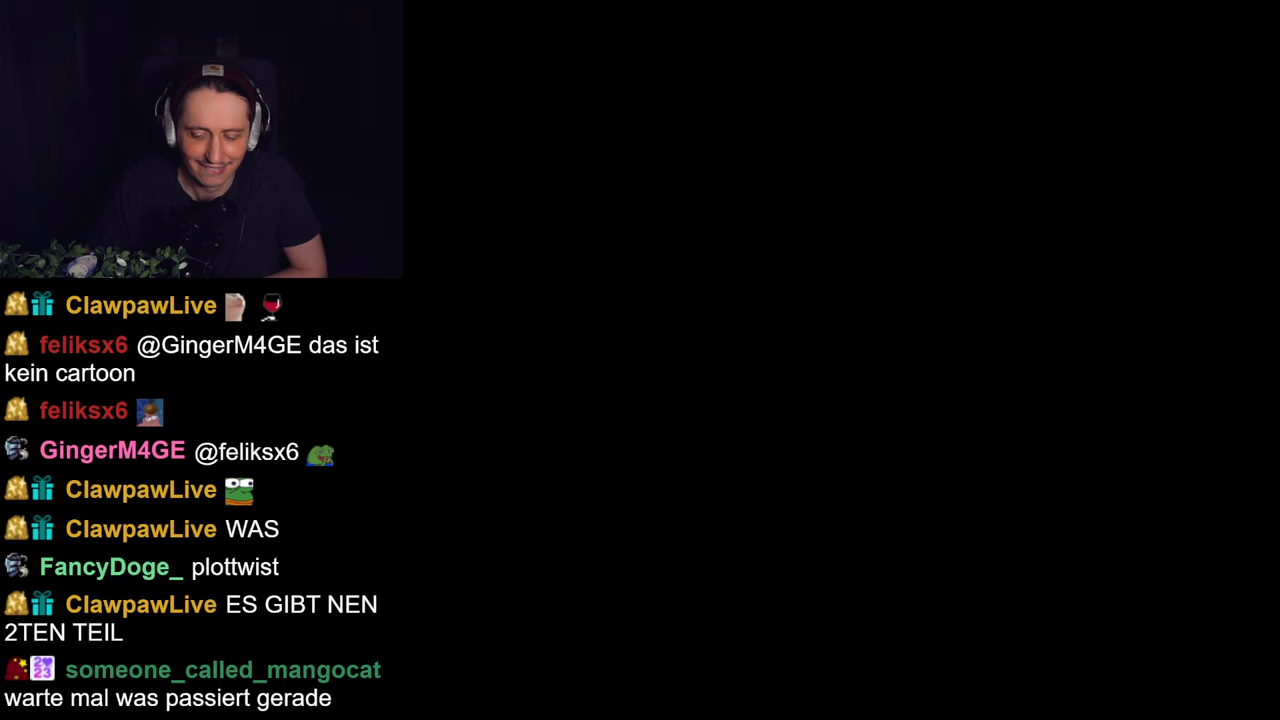 ClawpawLive
feliksx6 @GingerM4GE das ist
kein cartoon
feliksx6
GingerM4GE @feliksx6
ClawpawLive
ClawpawLive WAS
FancyDoge_ plottwist
ClawpawLive ES GIBT NEN
2TEN TEIL
someone_called_mangocat
warte mal was passiert gerade